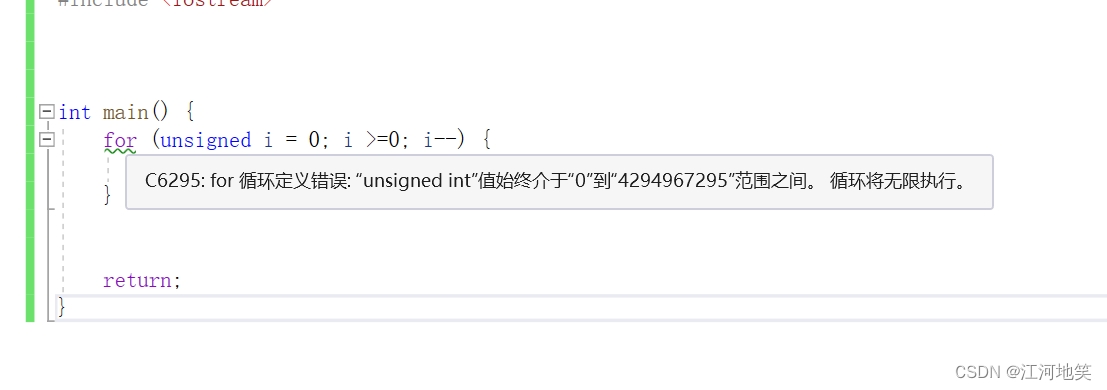 #include <iostream>
int main() {
for (unsigned i = 0; i >=0; i--) {
C6295: for 循环定义错误: “unsigned int”值始终介于“0”到“4294967295”范围之间。 循环将无限执行。
}
return;
}
CSDN @江河地笑